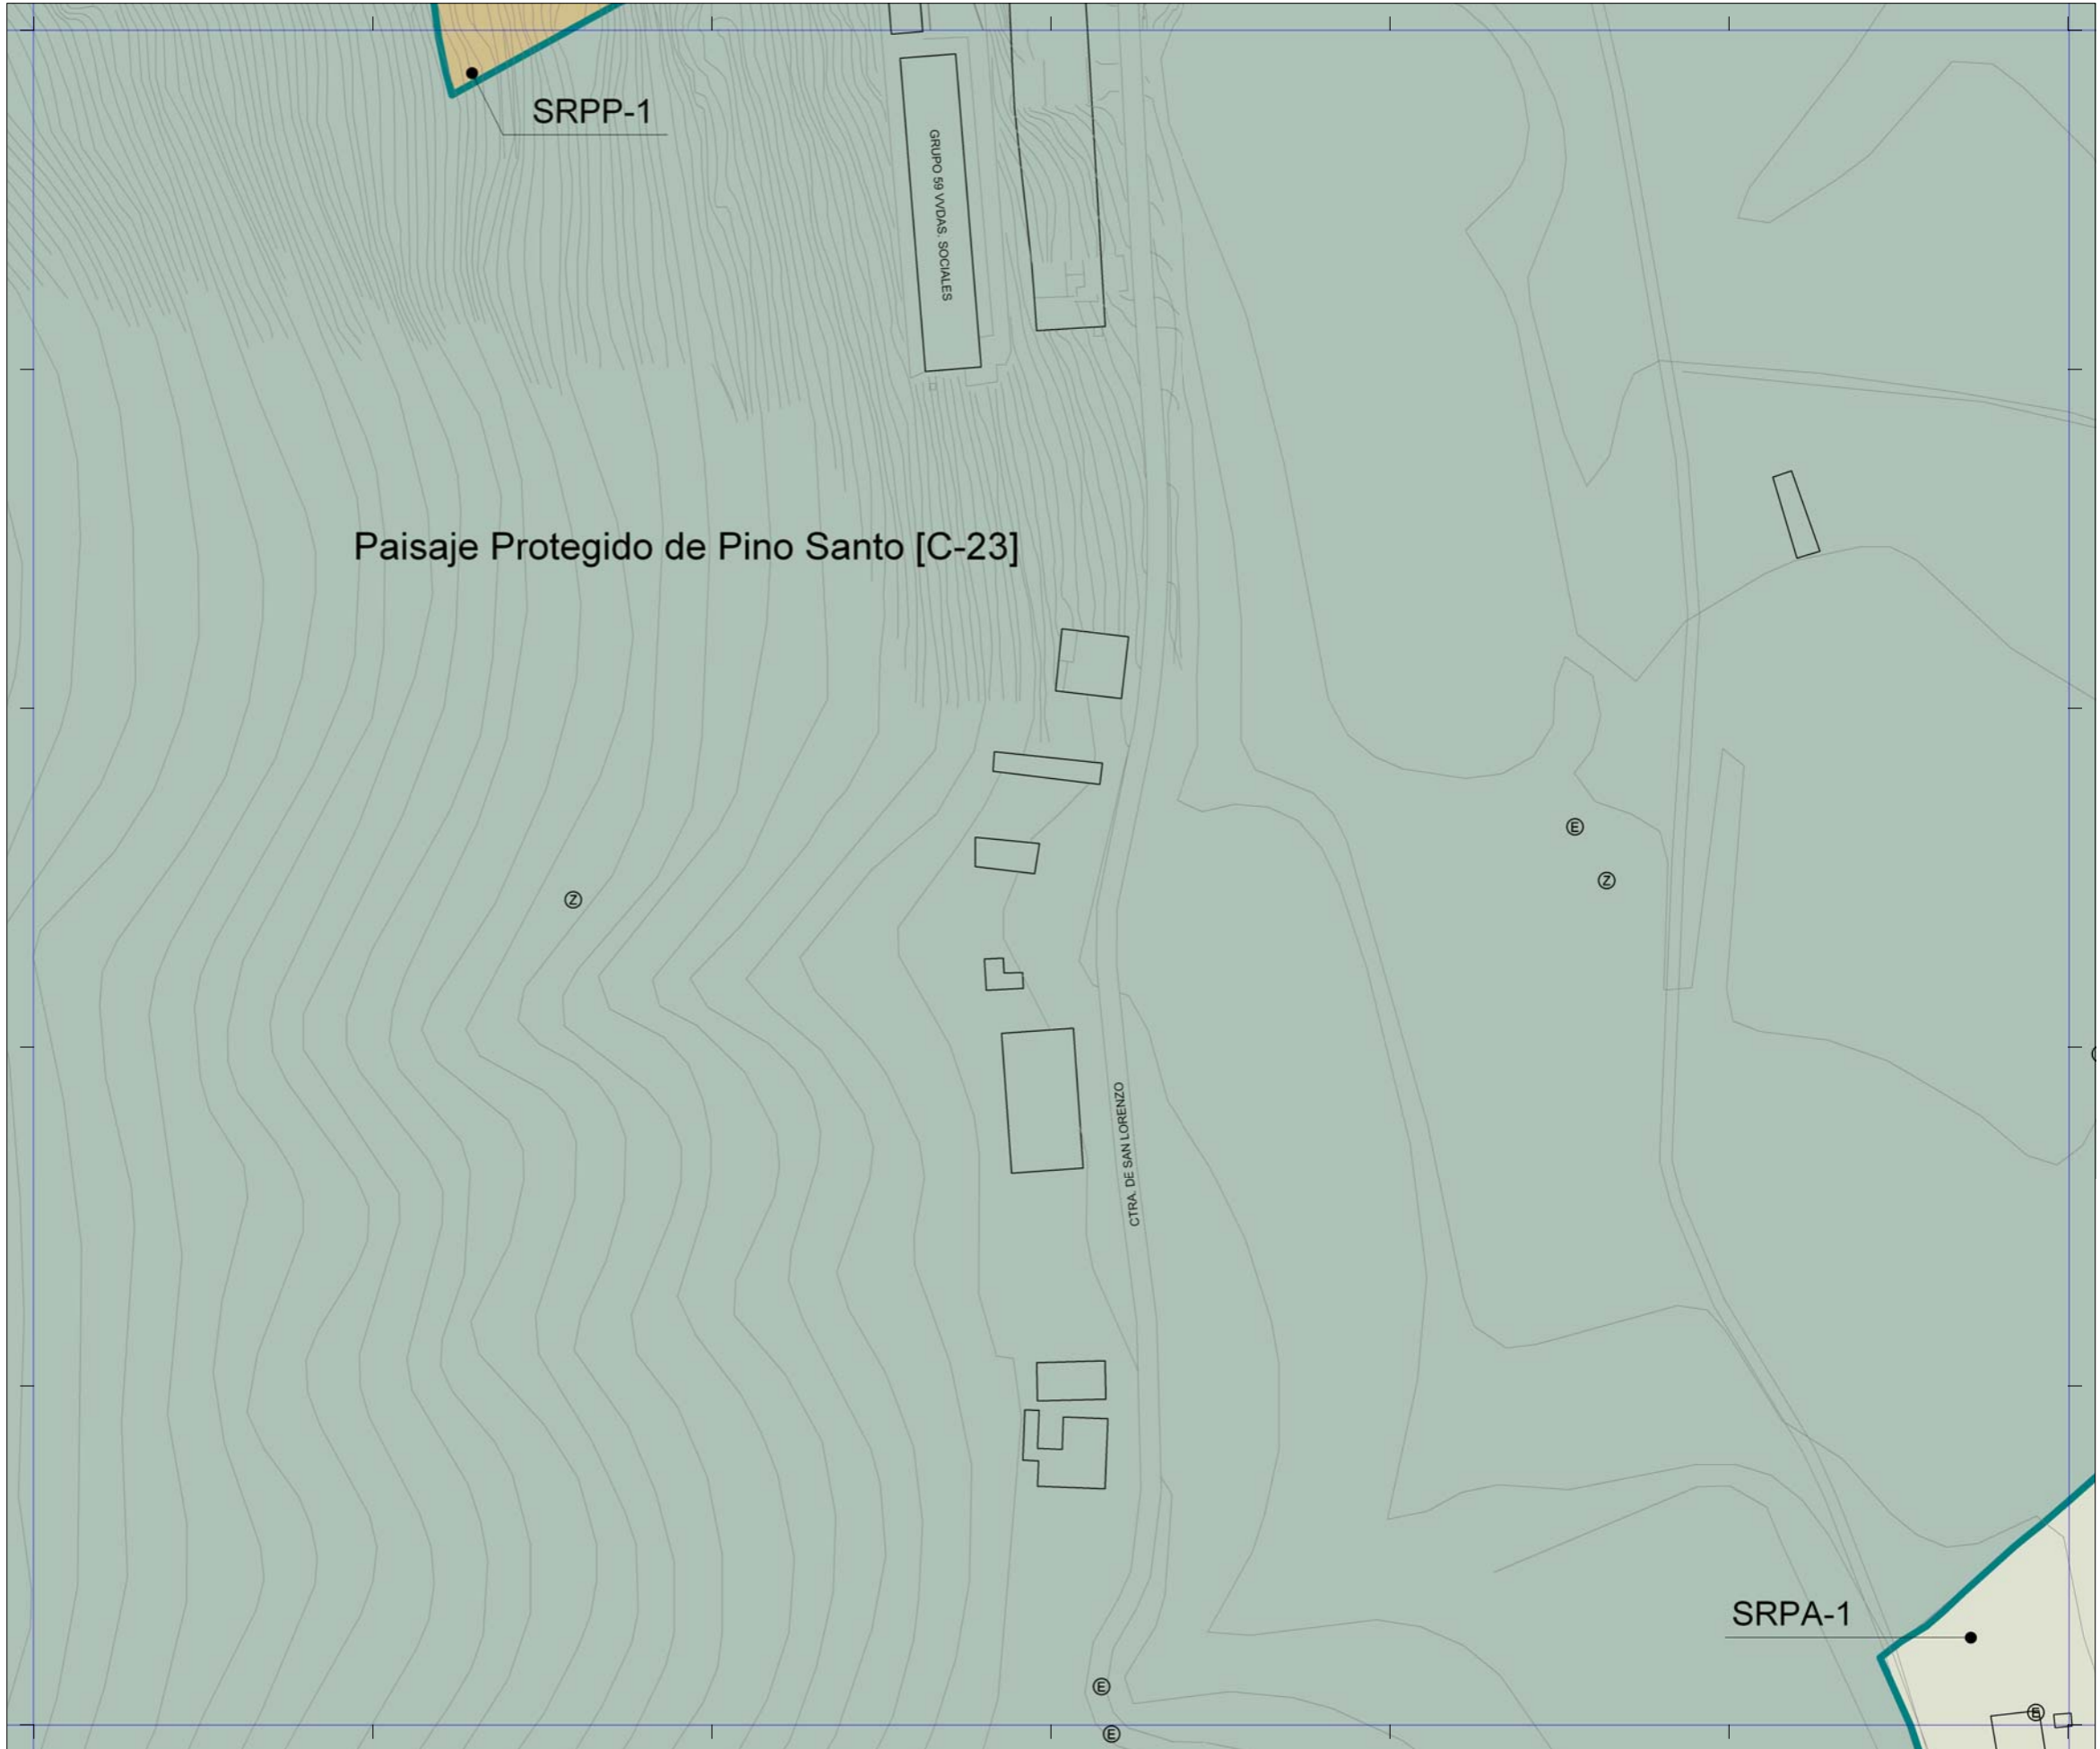 SRPP-1
GRUPO 59 VVDAS. SOCIALES
Paisaje Protegido de Pino Santo [C-23]
E
Z
Z
CTRA. DE SAN LORENZO
SRPA-1
E
E
E